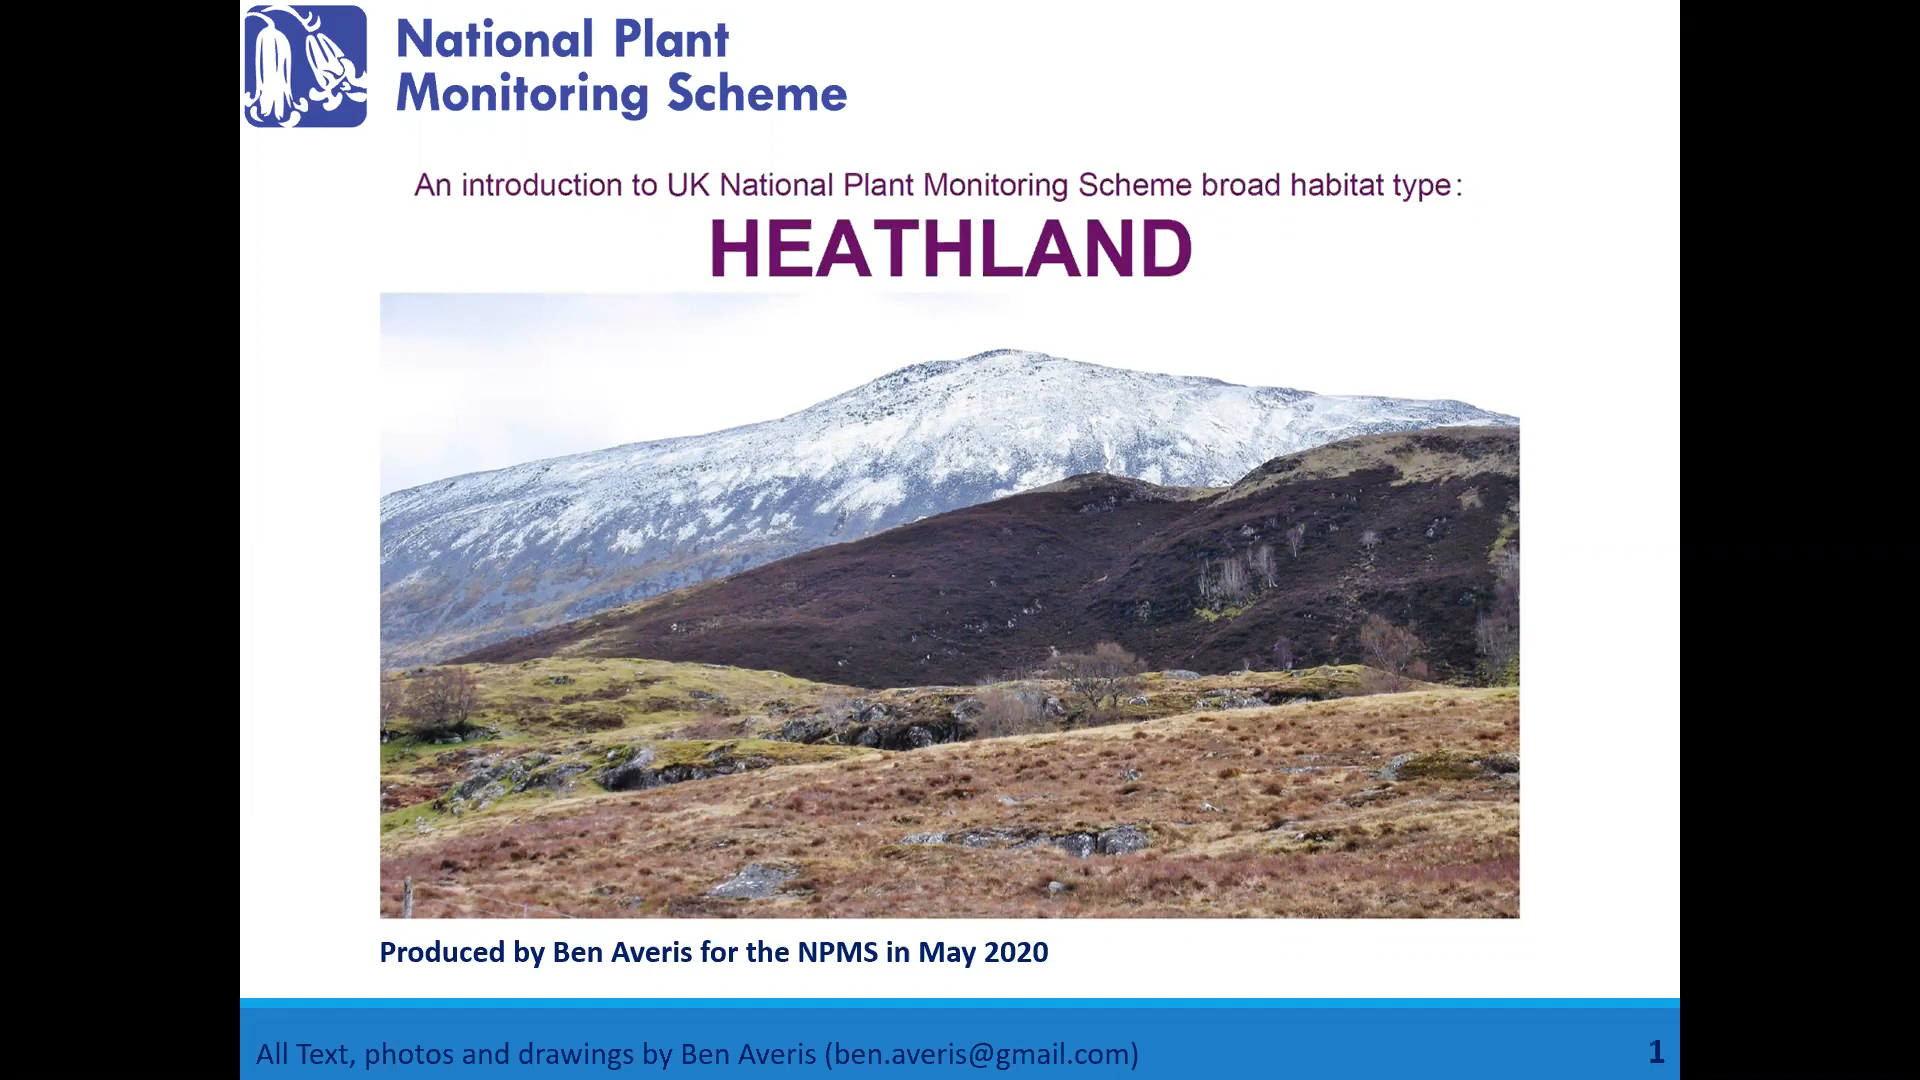 National Plant
Monitoring Scheme
An introduction to UK National Plant Monitoring Scheme broad habitat type:
HEATHLAND
Produced by Ben Averis for the NPMS in May 2020
All Text, photos and drawings by Ben Averis (ben.averis@gmail.com)
1